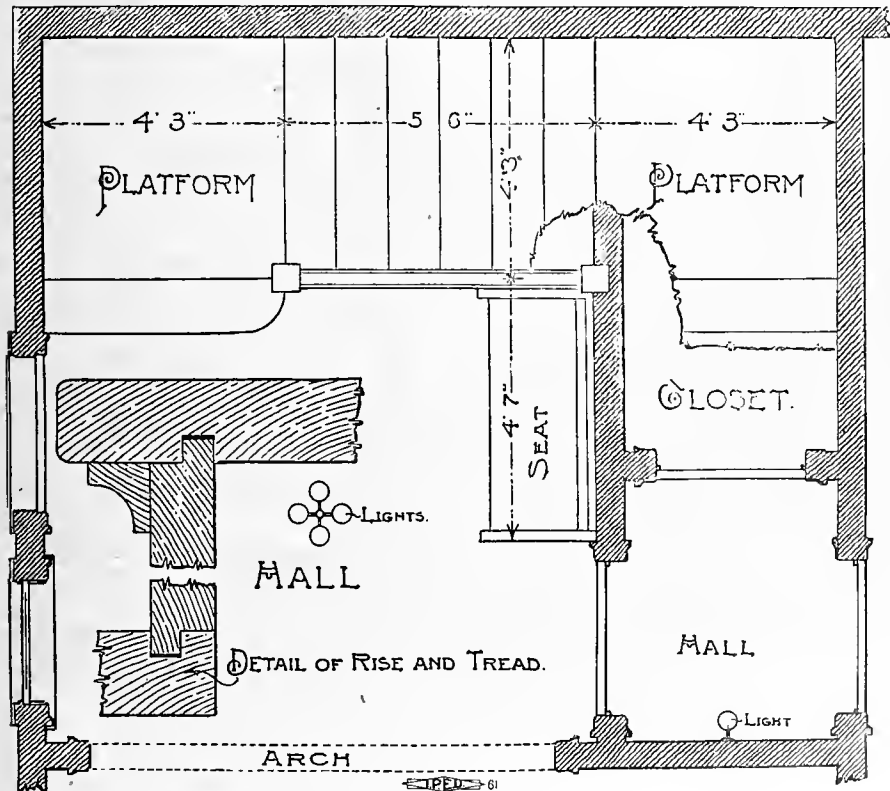 4' 3"
5 6"
4' 3"
4' 3"
PLATFORM
PLATFORM
4' 7"
SEAT
CLOSET.
LIGHTS.
HALL
HALL
DETAIL OF RISE AND TREAD.
LIGHT
ARCH
61